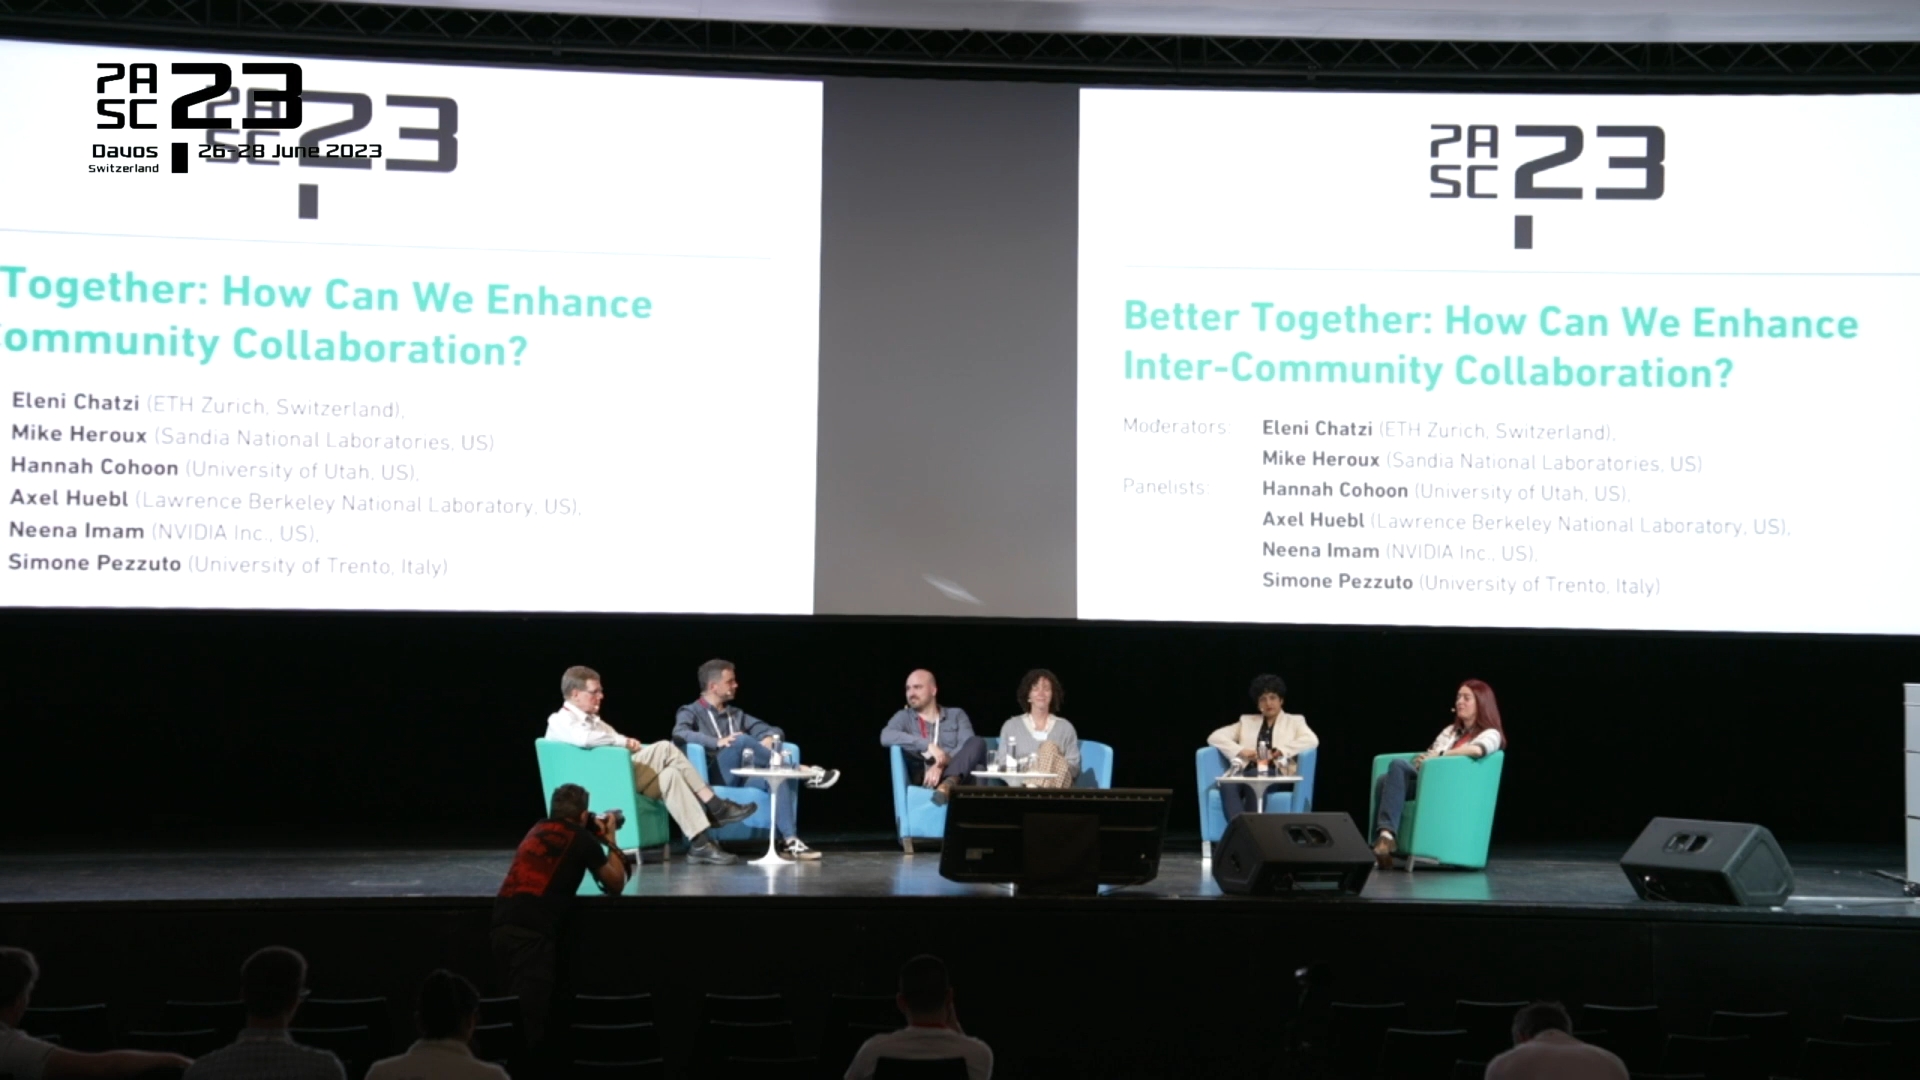 PA
SC 23
Davos
Switzerland
26-28 June 2023
PA
SC 23
Together: How Can We Enhance
ommunity Collaboration?
Eleni Chatzi (ETH Zurich, Switzerland),
Mike Heroux (Sandia National Laboratories, US)
Hannah Cohoon (University of Utah, US),
Axel Huebl (Lawrence Berkeley National Laboratory, US),
Neena Imam (NVIDIA Inc., US),
Simone Pezzuto (University of Trento, Italy)
PA
SC 23
Better Together: How Can We Enhance
Inter-Community Collaboration?
Moderators: Eleni Chatzi (ETH Zurich, Switzerland),
Mike Heroux (Sandia National Laboratories, US)
Panelists: Hannah Cohoon (University of Utah, US),
Axel Huebl (Lawrence Berkeley National Laboratory, US),
Neena Imam (NVIDIA Inc., US),
Simone Pezzuto (University of Trento, Italy)